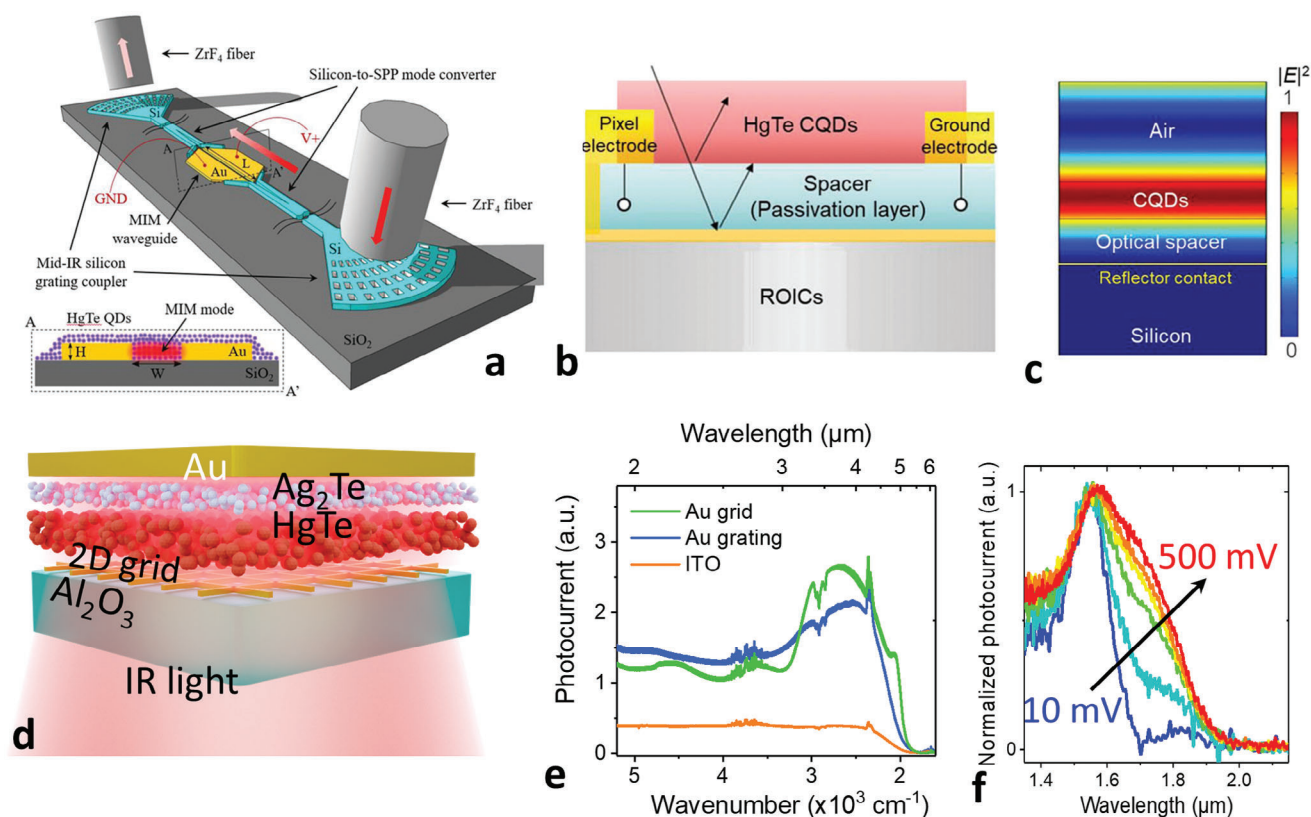 ZrF₄ fiber
Silicon-to-SPP mode converter
Si
V+
A
L
A'
Au
GND
MIM
waveguide
ZrF₄ fiber
Si
Mid-IR silicon
grating coupler
SiO₂
HgTe QDs
MIM mode
A
H
Au
W
SiO₂
A'
a
Pixel
electrode
HgTe CQDs
Ground
electrode
Spacer
(Passivation layer)
ROICs
b
|E|²
1
Air
CQDs
Optical spacer
Reflector contact
Silicon
0
c
Au
Ag₂Te
HgTe
2D grid
Al₂O₃
IR light
d
Wavelength (µm)
2 3 4 5 6
Au grid
Au grating
ITO
Photocurrent (a.u.)
3
2
1
0
5 4 3 2
Wavenumber (x10³ cm⁻¹)
e
Normalized photocurrent (a.u.)
1
500 mV
10 mV
0
1.4 1.6 1.8 2.0
Wavelength (µm)
f